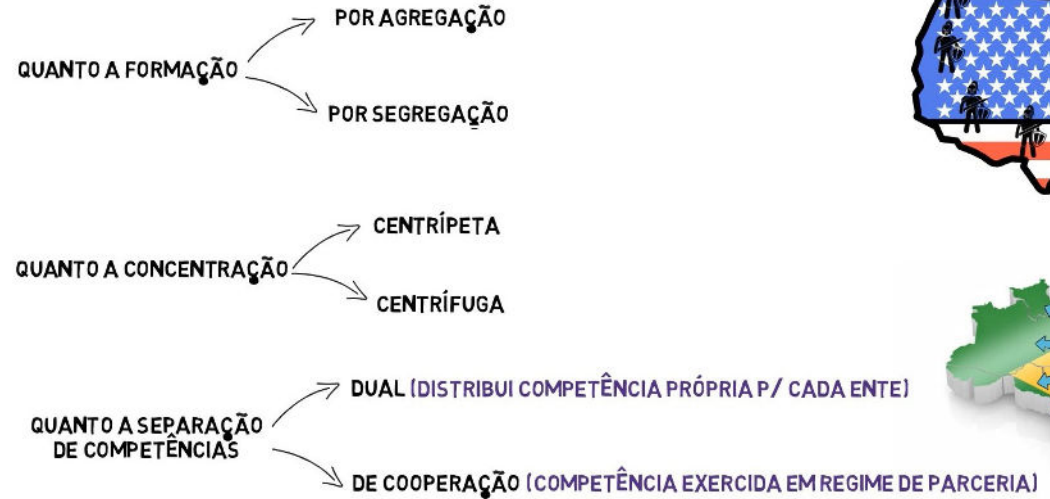 POR AGREGAÇÃO
QUANTO A FORMAÇÃO
POR SEGREGAÇÃO
CENTRÍPETA
QUANTO A CONCENTRAÇÃO
CENTRÍFUGA
DUAL (DISTRIBUI COMPETÊNCIA PRÓPRIA P/ CADA ENTE)
QUANTO A SEPARAÇÃO
DE COMPETÊNCIAS
DE COOPERAÇÃO (COMPETÊNCIA EXERCIDA EM REGIME DE PARCERIA)